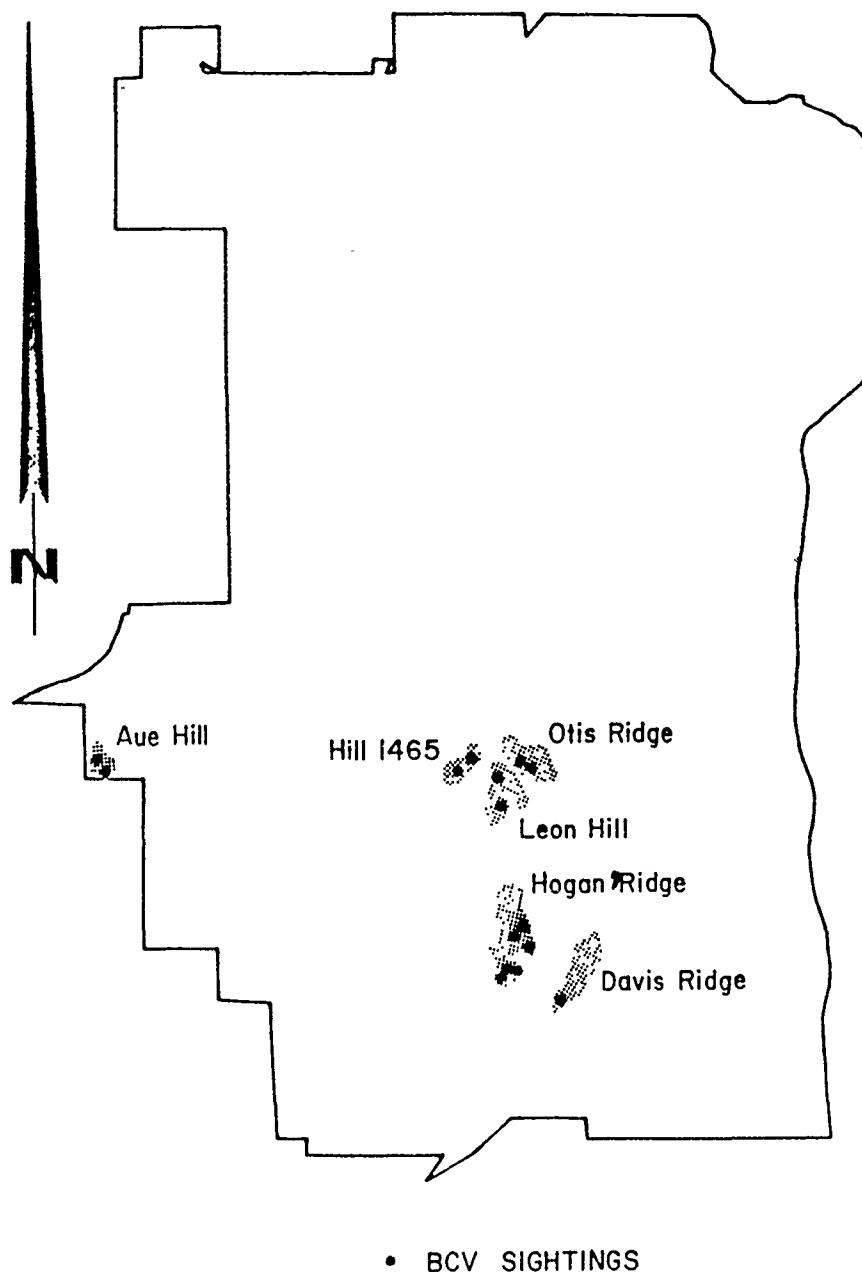 N
Aue Hill
Otis Ridge
Hill 1465
Leon Hill
Hogan Ridge
Davis Ridge
• BCV SIGHTINGS